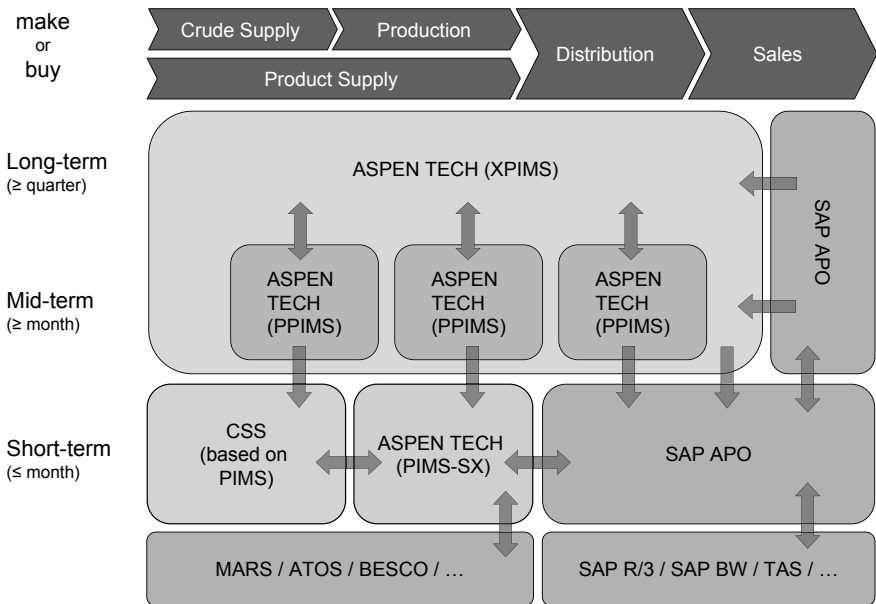 make
or
buy
Crude Supply
Production
Product Supply
Distribution
Sales
Long-term
(≥ quarter)
ASPEN TECH (XPIMS)
SAP APO
Mid-term
(≥ month)
ASPEN
TECH
(PPIMS)
ASPEN
TECH
(PPIMS)
ASPEN
TECH
(PPIMS)
Short-term
(≤ month)
CSS
(based on
PIMS)
ASPEN TECH
(PIMS-SX)
SAP APO
MARS / ATOS / BESCO / …
SAP R/3 / SAP BW / TAS / …